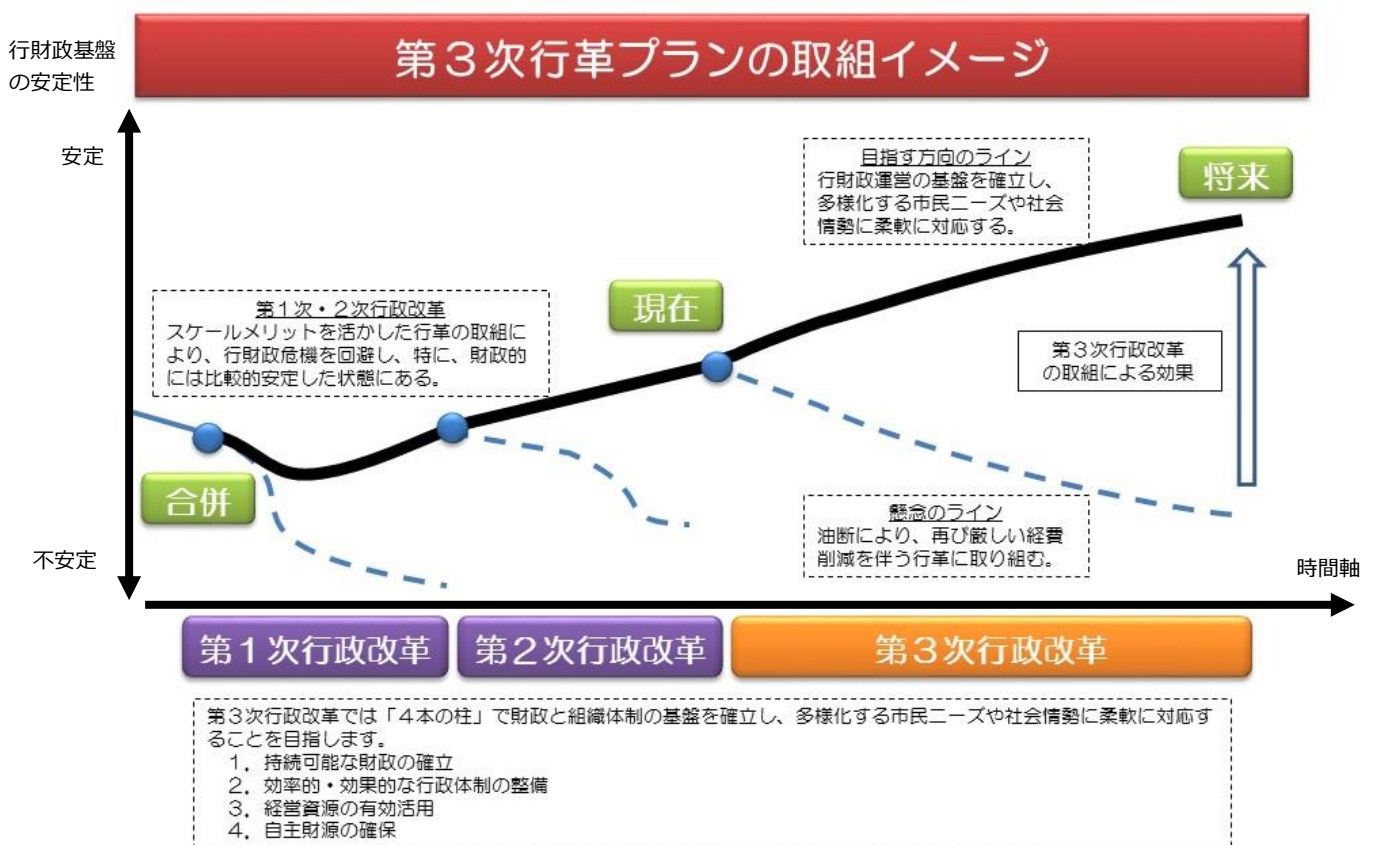 行財政基盤
の安定性
第３次行革プランの取組イメージ
安定
目指す方向のライン
行財政運営の基盤を確立し、
多様化する市民ニーズや社会
情勢に柔軟に対応する。
将来
第１次・２次行政改革
スケールメリットを活かした行革の取組に
より、行財政危機を回避し、特に、財政的
には比較的安定した状態にある。
現在
第３次行政改革
の取組による効果
合併
懸念のライン
油断により、再び厳しい経費
削減を伴う行革に取り組む。
不安定
時間軸
第１次行政改革
第２次行政改革
第３次行政改革
第３次行政改革では「４本の柱」で財政と組織体制の基盤を確立し、多様化する市民ニーズや社会情勢に柔軟に対応す
ることを目指します。
１．持続可能な財政の確立
２．効率的・効果的な行政体制の整備
３．経営資源の有効活用
４．自主財源の確保